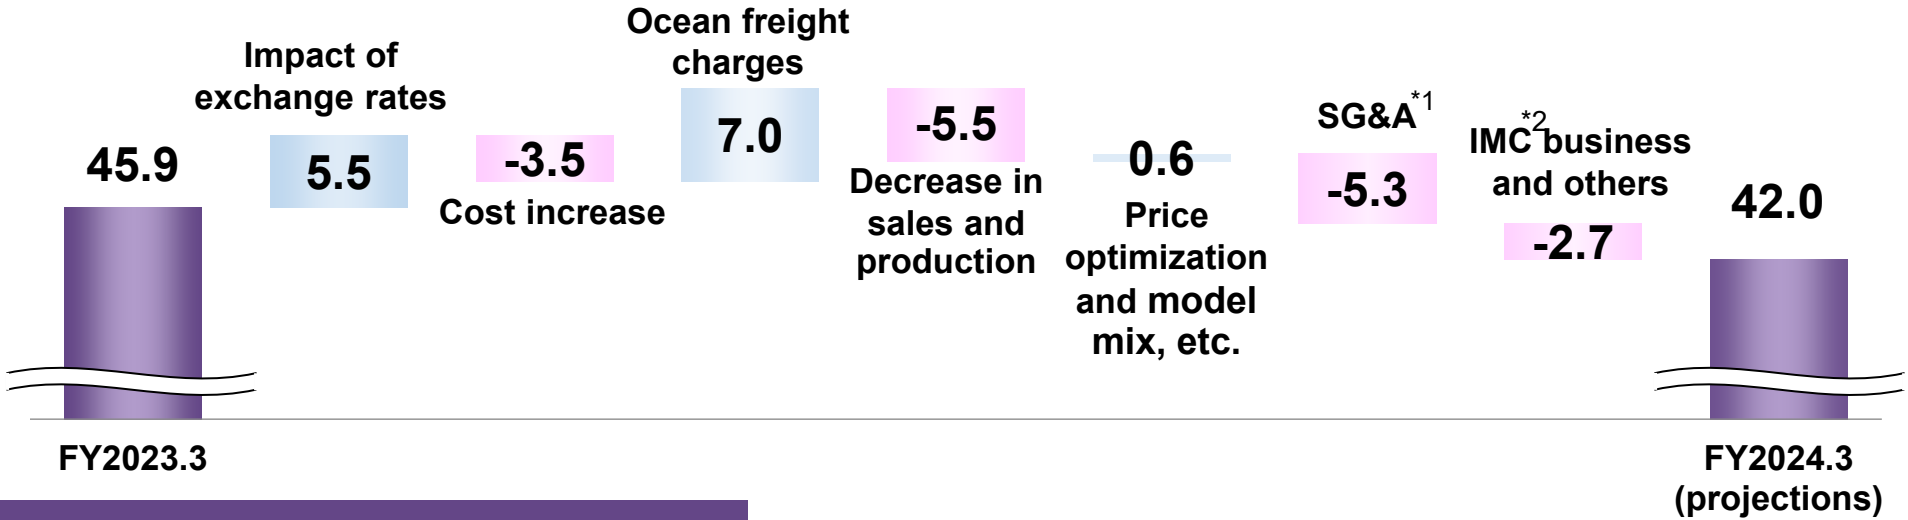 45.9
FY2023.3
Impact of
exchange rates
5.5
-3.5
Cost increase
Ocean freight
charges
7.0
-5.5
Decrease in
sales and
production
0.6
Price
optimization
and model
mix, etc.
SG&A*1
-5.3
IMC*2 business
and others
-2.7
42.0
FY2024.3
(projections)